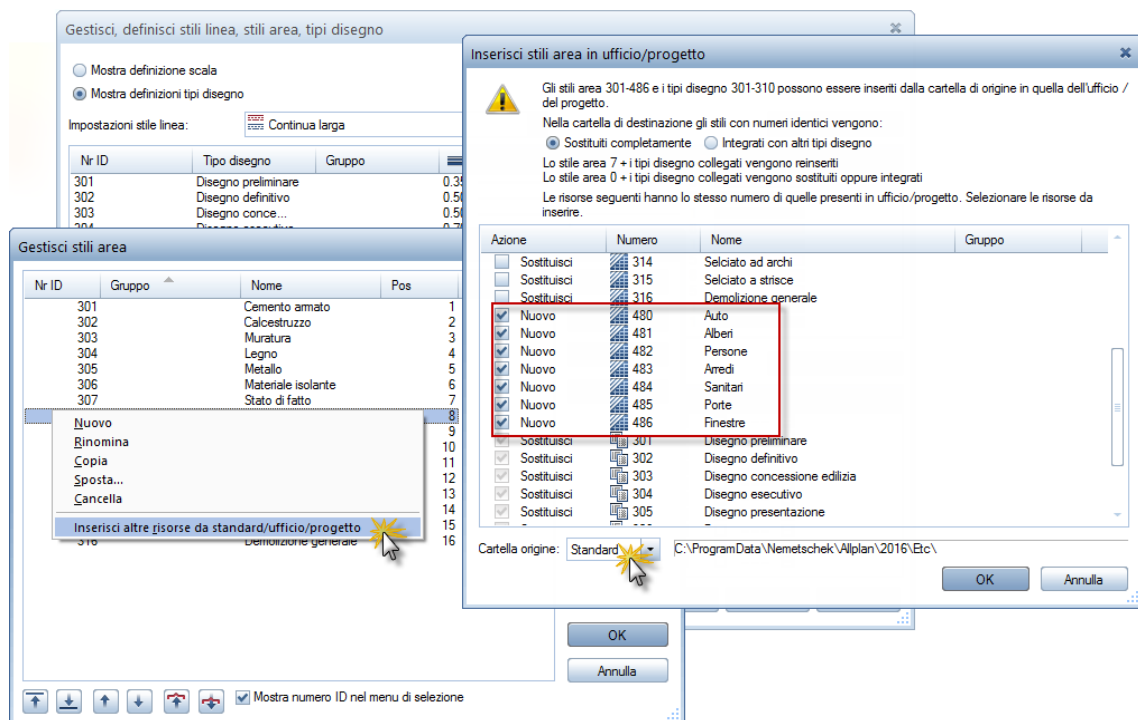 Gestisci, definisci stili linea, stili area, tipi disegno
Mostra definizione scala
Mostra definizioni tipi disegno
Impostazioni stile linea: Continua larga
Nr ID Tipo disegno Gruppo
301 Disegno preliminare 0.35
302 Disegno definitivo 0.50
303 Disegno conce... 0.50
Gestisci stili area
Nr ID Gruppo Nome Pos
301 Cemento armato 1
302 Calcestruzzo 2
303 Muratura 3
304 Legno 4
305 Metallo 5
306 Materiale isolante 6
307 Stato di fatto 7
8
Nuovo 9
Rinomina 10
Copia 11
Sposta... 12
Cancella 13
14
Inserisci altre risorse da standard/ufficio/progetto 15
316 Demolizione generale 16
OK
Annulla
Mostra numero ID nel menu di selezione
Inserisci stili area in ufficio/progetto
Gli stili area 301-486 e i tipi disegno 301-310 possono essere inseriti dalla cartella di origine in quella dell'ufficio /
del progetto.
Nella cartella di destinazione gli stili con numeri identici vengono:
Sostituiti completamente Integrati con altri tipi disegno
Lo stile area 7 + i tipi disegno collegati vengono reinseriti
Lo stile area 0 + i tipi disegno collegati vengono sostituiti oppure integrati
Le risorse seguenti hanno lo stesso numero di quelle presenti in ufficio/progetto. Selezionare le risorse da
inserire.
Azione Numero Nome Gruppo
Sostituisci 314 Selciato ad archi
Sostituisci 315 Selciato a strisce
Sostituisci 316 Demolizione generale
Nuovo 480 Auto
Nuovo 481 Alberi
Nuovo 482 Persone
Nuovo 483 Arredi
Nuovo 484 Sanitari
Nuovo 485 Porte
Nuovo 486 Finestre
Sostituisci 301 Disegno preliminare
Sostituisci 302 Disegno definitivo
Sostituisci 303 Disegno concessione edilizia
Sostituisci 304 Disegno esecutivo
Sostituisci 305 Disegno presentazione
Cartella origine: Standard C:\ProgramData\Nemetschek\Allplan\2016\Etc\
OK Annulla